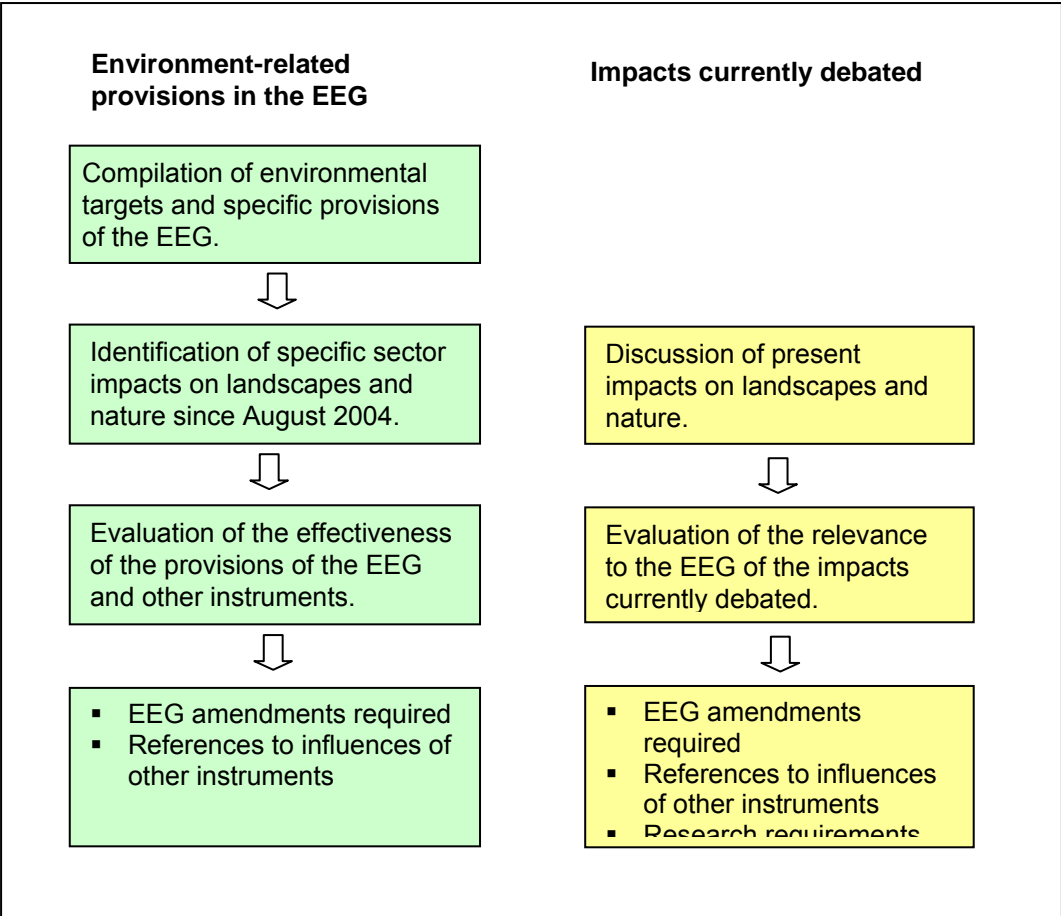 Environment-related
provisions in the EEG
Compilation of environmental
targets and specific provisions
of the EEG.
Identification of specific sector
impacts on landscapes and
nature since August 2004.
Evaluation of the effectiveness
of the provisions of the EEG
and other instruments.
▪ EEG amendments required
▪ References to influences of
other instruments
Impacts currently debated
Discussion of present
impacts on landscapes and
nature.
Evaluation of the relevance
to the EEG of the impacts
currently debated.
▪ EEG amendments
required
▪ References to influences
of other instruments
▪ Research requirements